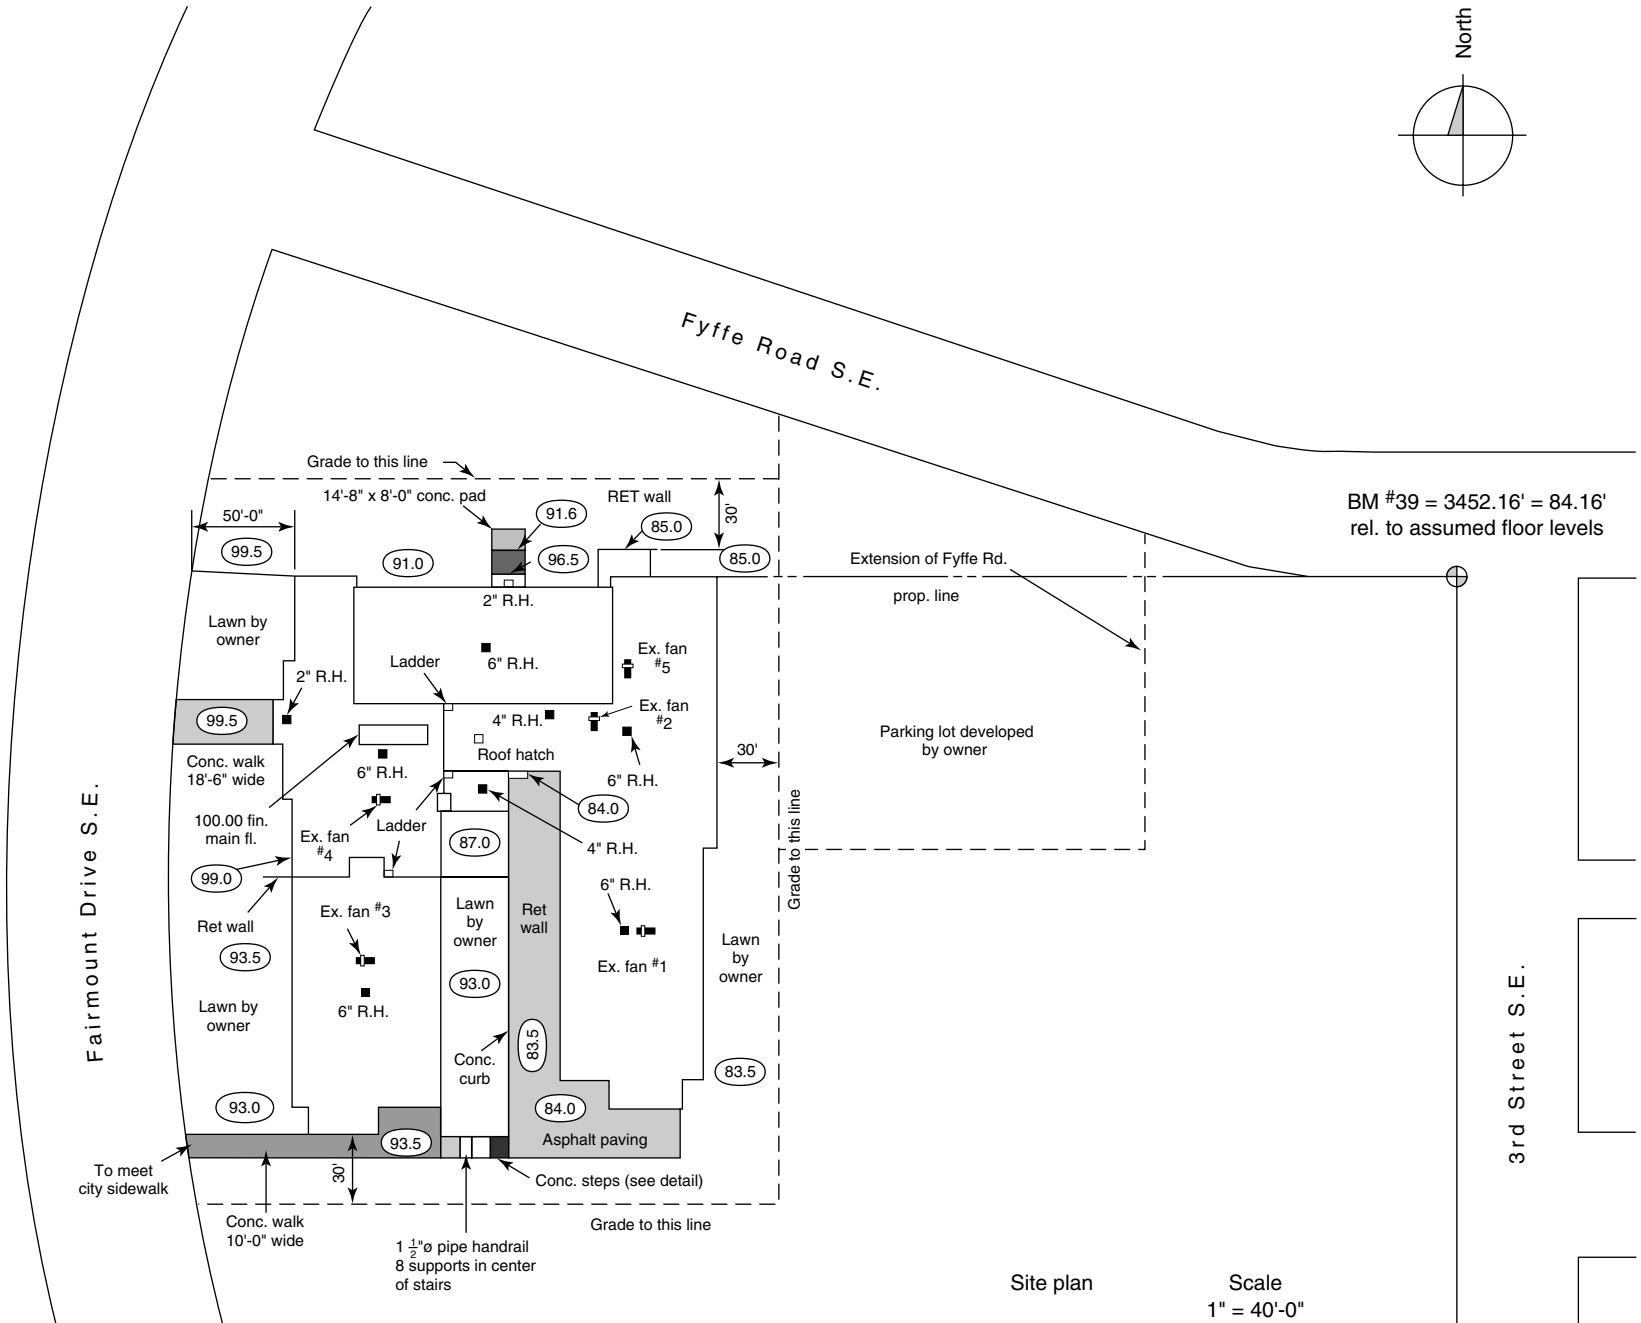 North
Fyffe Road S.E.
Grade to this line
14'-8" x 8'-0" conc. pad
RET wall
BM #39 = 3452.16' = 84.16'
rel. to assumed floor levels
50'-0"
91.6
85.0
30'
99.5
91.0
96.5
85.0
Extension of Fyffe Rd.
prop. line
2" R.H.
Lawn by
owner
Ladder
6" R.H.
Ex. fan
#5
2" R.H.
99.5
4" R.H.
Ex. fan
#2
Parking lot developed
by owner
Roof hatch
30'
Conc. walk
18'-6" wide
6" R.H.
6" R.H.
100.00 fin.
main fl.
Ex. fan
#4
Ladder
84.0
87.0
4" R.H.
Grade to this line
99.0
6" R.H.
Ret wall
Ex. fan #3
Lawn
by
owner
Ret
wall
93.5
Ex. fan #1
Lawn
by
owner
93.0
6" R.H.
Lawn by
owner
Fairmount Drive S.E.
3rd Street S.E.
83.5
Conc.
curb
83.5
93.0
84.0
93.5
Asphalt paving
To meet
city sidewalk
30'
Conc. steps (see detail)
Conc. walk
10'-0" wide
Grade to this line
1 1/2"ø pipe handrail
8 supports in center
of stairs
Site plan
Scale
1" = 40'-0"